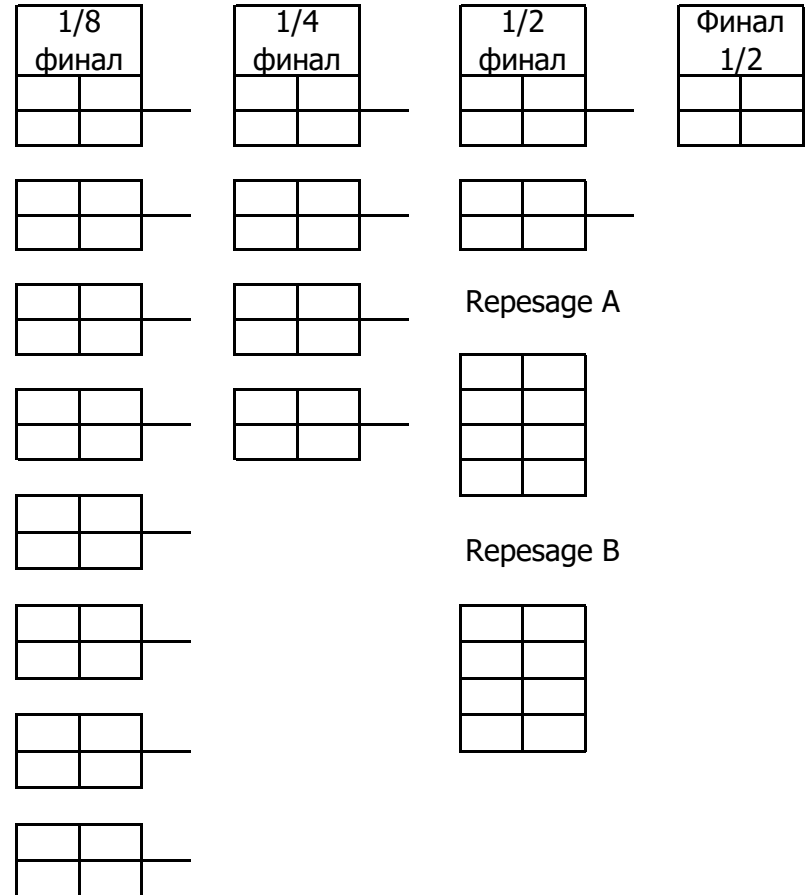 1/8
финал
1/4
финал
1/2
финал
Финал
1/2
Repesage A
Repesage B